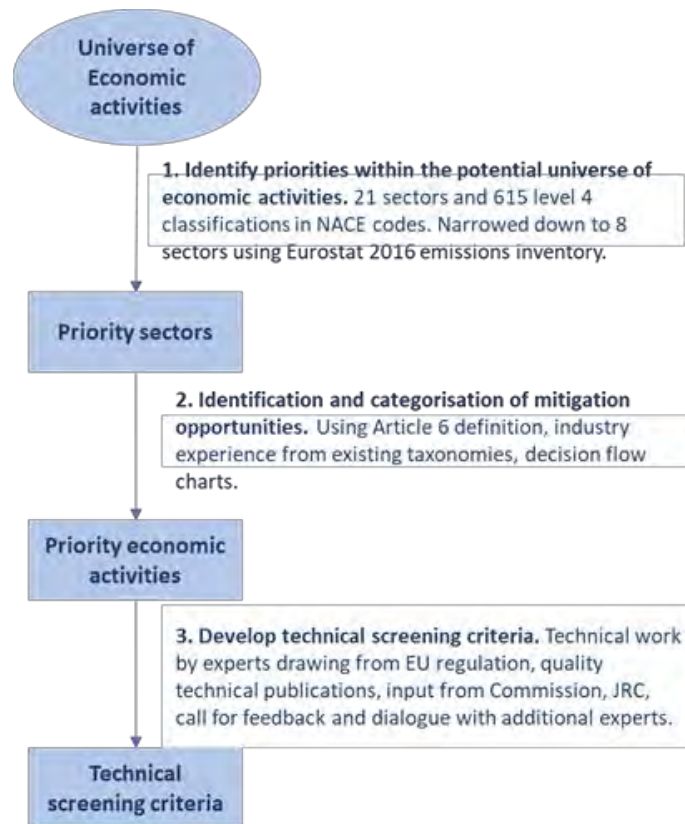 Universe of
Economic
activities
1. Identify priorities within the potential universe of
economic activities. 21 sectors and 615 level 4
classifications in NACE codes. Narrowed down to 8
sectors using Eurostat 2016 emissions inventory.
Priority sectors
2. Identification and categorisation of mitigation
opportunities. Using Article 6 definition, industry
experience from existing taxonomies, decision flow
charts.
Priority economic
activities
3. Develop technical screening criteria. Technical work
by experts drawing from EU regulation, quality
technical publications, input from Commission, JRC,
call for feedback and dialogue with additional experts.
Technical
screening criteria